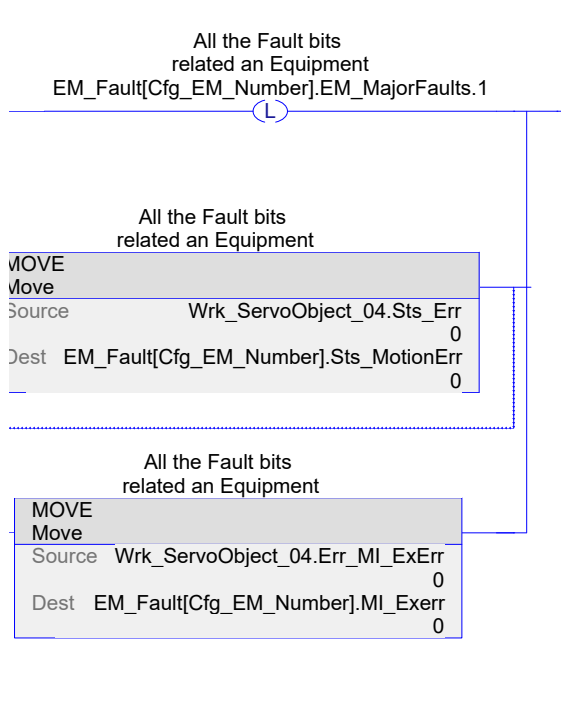 All the Fault bits
related an Equipment
EM_Fault[Cfg_EM_Number].EM_MajorFaults.1
L
All the Fault bits
related an Equipment
MOVE
Move
Source Wrk_ServoObject_04.Sts_Err
0
Dest EM_Fault[Cfg_EM_Number].Sts_MotionErr
0
All the Fault bits
related an Equipment
MOVE
Move
Source Wrk_ServoObject_04.Err_MI_ExErr
0
Dest EM_Fault[Cfg_EM_Number].MI_Exerr
0